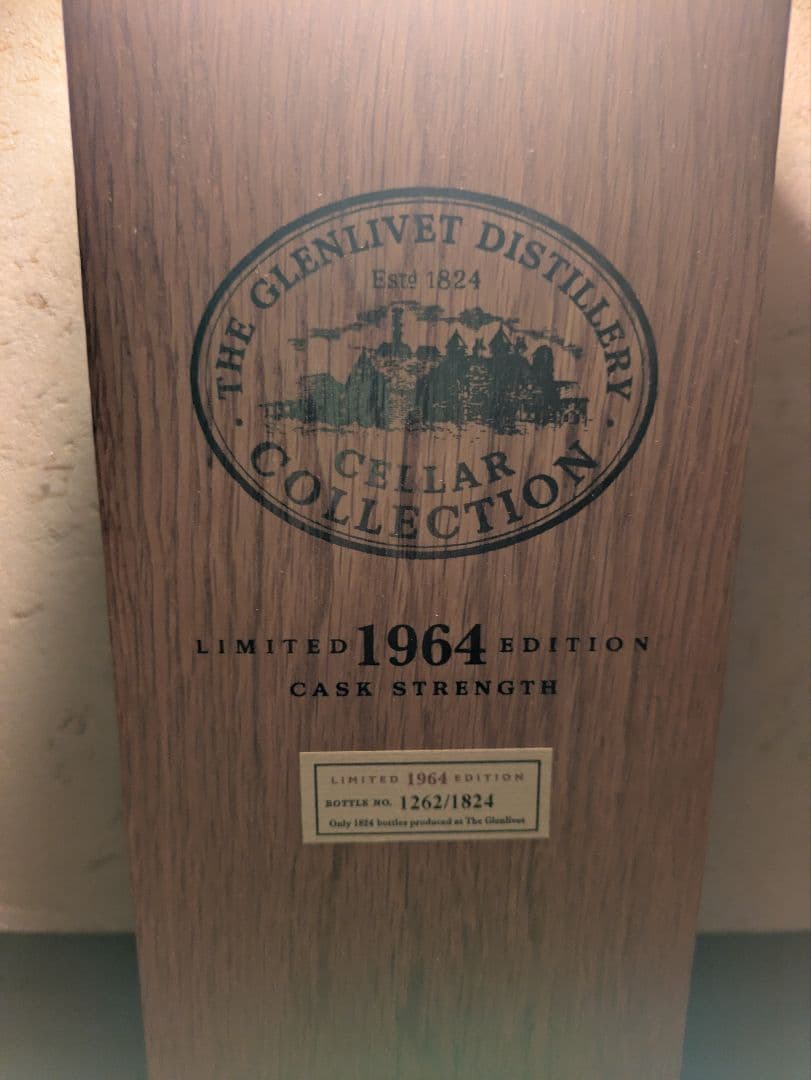 THE GLENLIVET DISTILLERY
Estd 1824
CELLAR
COLLECTION
LIMITED 1964 EDITION
CASK STRENGTH
LIMITED 1964 EDITION
BOTTLE NO. 1262/1824
Only 1824 bottles produced at The Glenlivet